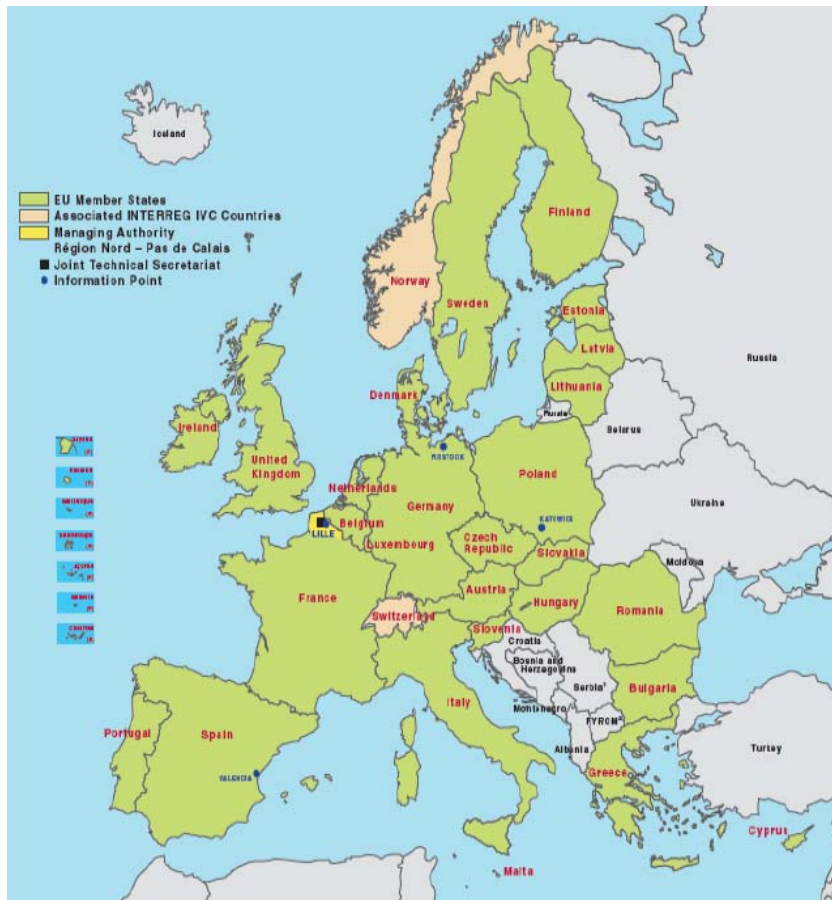 Iceland
EU Member States
Associated INTERREG IVC Countries
Managing Authority
Région Nord – Pas de Calais
Joint Technical Secretariat
Information Point
Finland
Norway
Sweden
Estonia
Latvia
Russia
Lithuania
Denmark
Russia
Belarus
Ireland
ROSTOCK
United
Kingdom
Poland
Netherlands
Germany
Ukraine
KATOWICE
Belgium
LILLE
Luxembourg
Czech
Republic
Slovakia
Moldova
Austria
France
Hungary
Romania
Switzerland
Slovenia
Croatia
Bosnia and
Herzegovina
Serbia¹
Bulgaria
Italy
Montenegro
FYROM²
Portugal
Spain
Albania
Turkey
VALENCIA
Greece
Cyprus
Malta